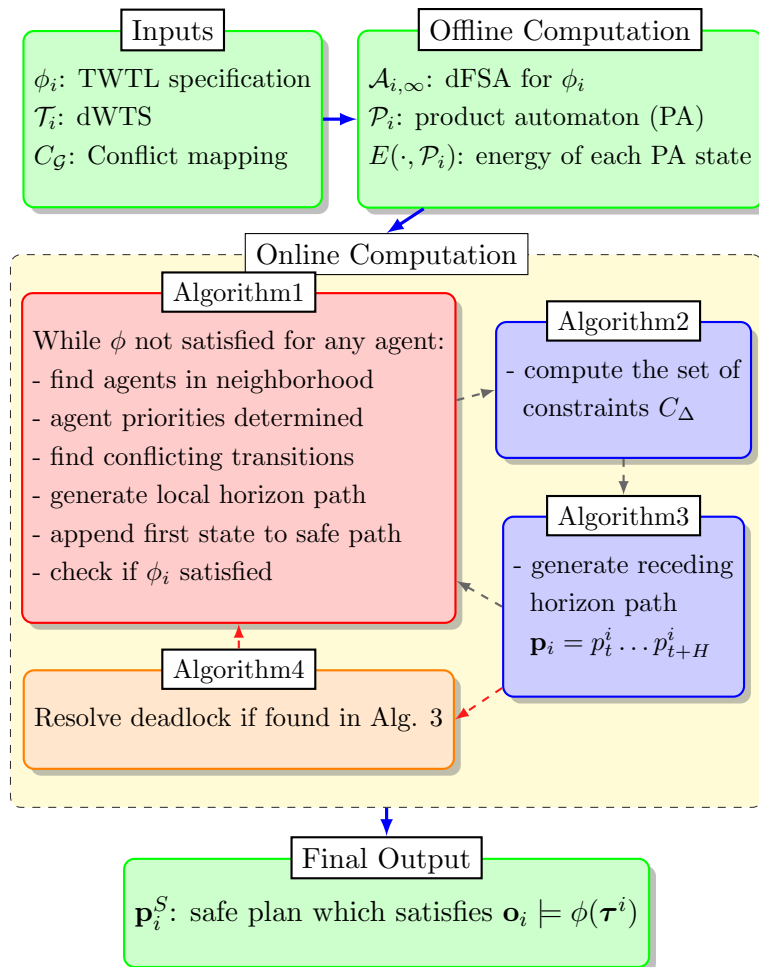 Inputs
ϕ_i: TWTL specification
𝒯_i: dWTS
C_𝒢: Conflict mapping
Offline Computation
𝒜_{i,∞}: dFSA for ϕ_i
𝒫_i: product automaton (PA)
E(·, 𝒫_i): energy of each PA state
Online Computation
Algorithm1
While ϕ not satisfied for any agent:
- find agents in neighborhood
- agent priorities determined
- find conflicting transitions
- generate local horizon path
- append first state to safe path
- check if ϕ_i satisfied
Algorithm2
- compute the set of
constraints C_Δ
Algorithm3
- generate receding
horizon path
𝐩_i = p_t^i … p_{t+H}^i
Algorithm4
Resolve deadlock if found in Alg. 3
Final Output
𝐩_i^S: safe plan which satisfies 𝐨_i ⊨ ϕ(𝝉^i)